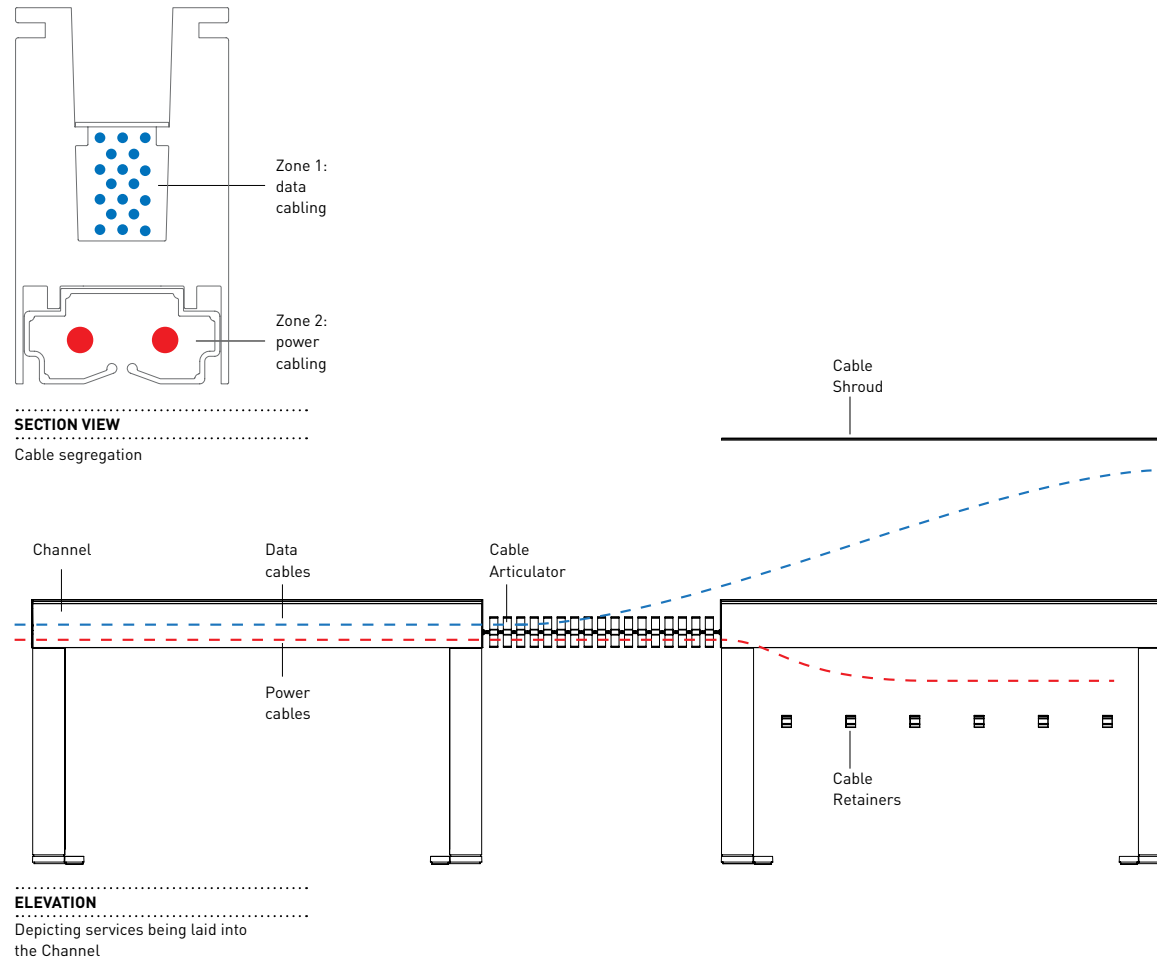 Zone 1:
data
cabling
Zone 2:
power
cabling
SECTION VIEW
Cable segregation
Cable
Shroud
Channel
Data
cables
Cable
Articulator
Power
cables
Cable
Retainers
ELEVATION
Depicting services being laid into
the Channel